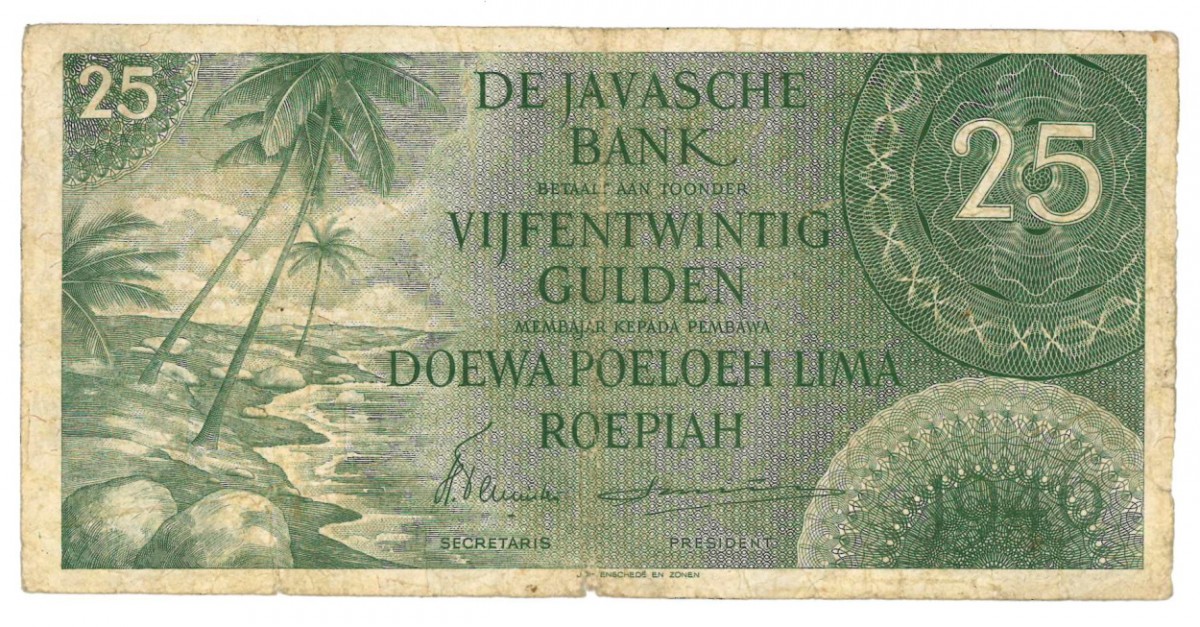 25
DE JAVASCHE
BANK
25
BETAALT AAN TOONDER
VIJFENTWINTIG
GULDEN
MEMBAJAR KEPADA PEMBAWA
DOEWA POELOEH LIMA
ROEPIAH
1946
SECRETARIS PRESIDENT
ENSCHEDÉ EN ZONEN